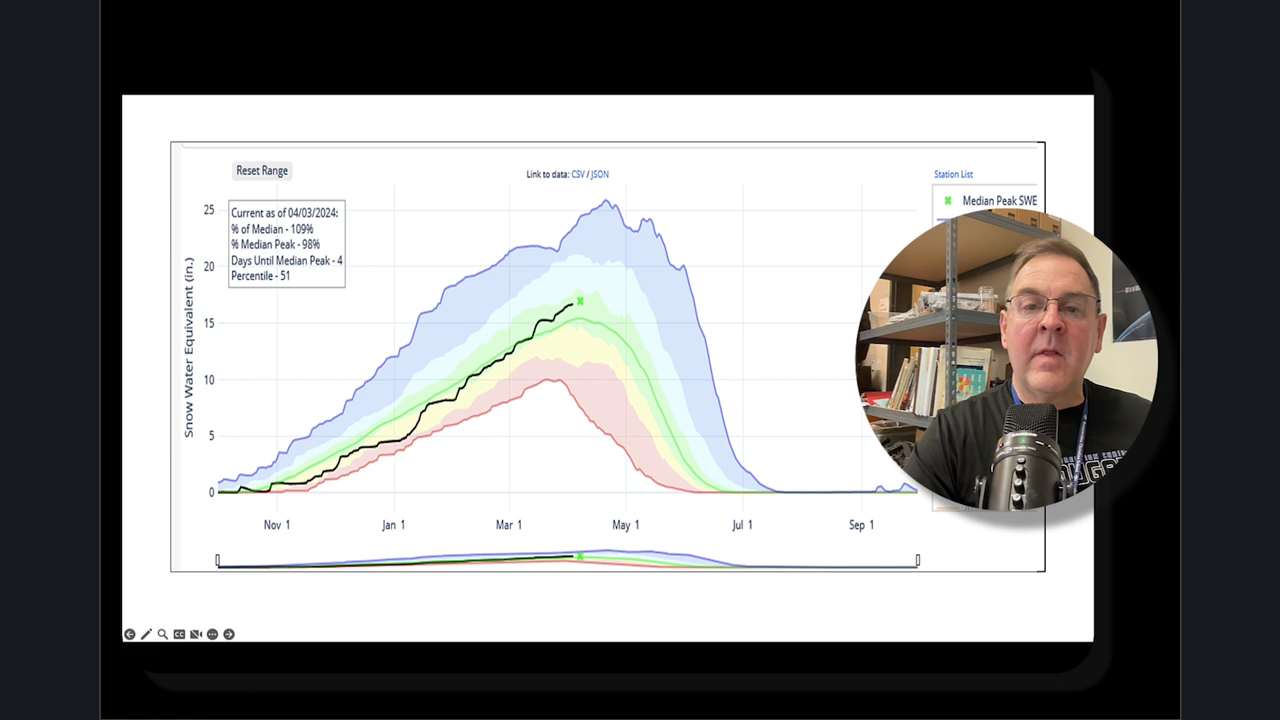 Reset Range
Link to data: CSV / JSON
Station List
Median Peak SWE
Current as of 04/03/2024:
% of Median - 109%
% Median Peak - 98%
Days Until Median Peak - 4
Percentile - 51
Snow Water Equivalent (in.)
25
20
15
10
5
0
Nov 1
Jan 1
Mar 1
May 1
Jul 1
Sep 1
CC